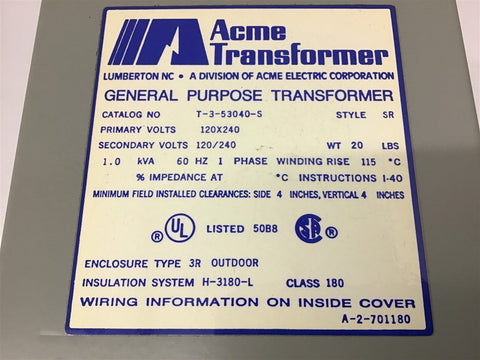 Acme
Transformer
LUMBERTON NC • A DIVISION OF ACME ELECTRIC CORPORATION
GENERAL PURPOSE TRANSFORMER
CATALOG NO T-3-53040-S STYLE SR
PRIMARY VOLTS 120X240
SECONDARY VOLTS 120/240 WT 20 LBS
1.0 kVA 60 HZ 1 PHASE WINDING RISE 115 °C
% IMPEDANCE AT °C INSTRUCTIONS I-40
MINIMUM FIELD INSTALLED CLEARANCES: SIDE 4 INCHES, VERTICAL 4 INCHES
® UL LISTED 50B8 SA ®
ENCLOSURE TYPE 3R OUTDOOR
INSULATION SYSTEM H-3180-L CLASS 180
WIRING INFORMATION ON INSIDE COVER
A-2-701180